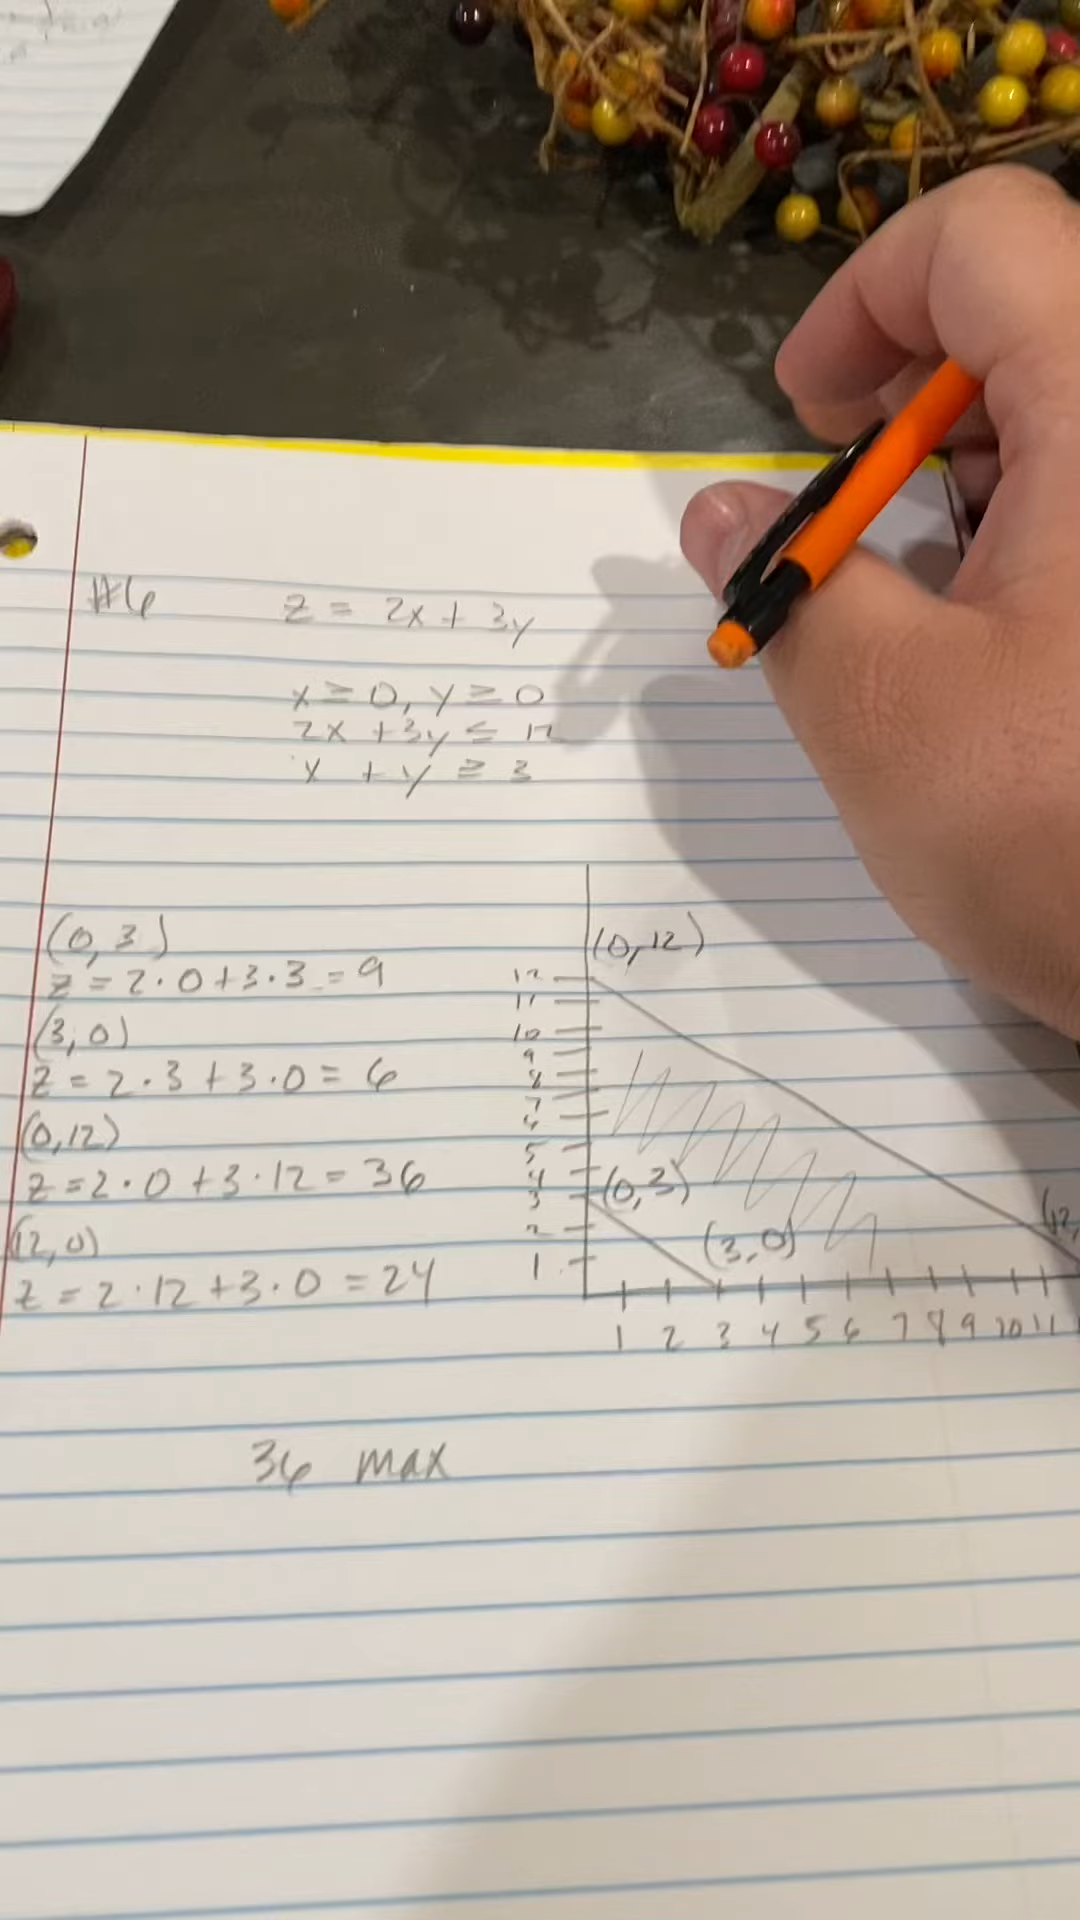 #6
z = 2x + 3y
x ≥ 0, y ≥ 0
2x + 3y ≤ 12
x + y ≥ 3
(0, 3)
z = 2 · 0 + 3 · 3 = 9
(3, 0)
z = 2 · 3 + 3 · 0 = 6
(0, 12)
z = 2 · 0 + 3 · 12 = 36
(12, 0)
z = 2 · 12 + 3 · 0 = 24
(0, 12)
12
11
10
9
8
7
6
5
4
3
2
1
(0, 3)
(3, 0)
(12,
1 2 3 4 5 6 7 8 9 10 11
36 max